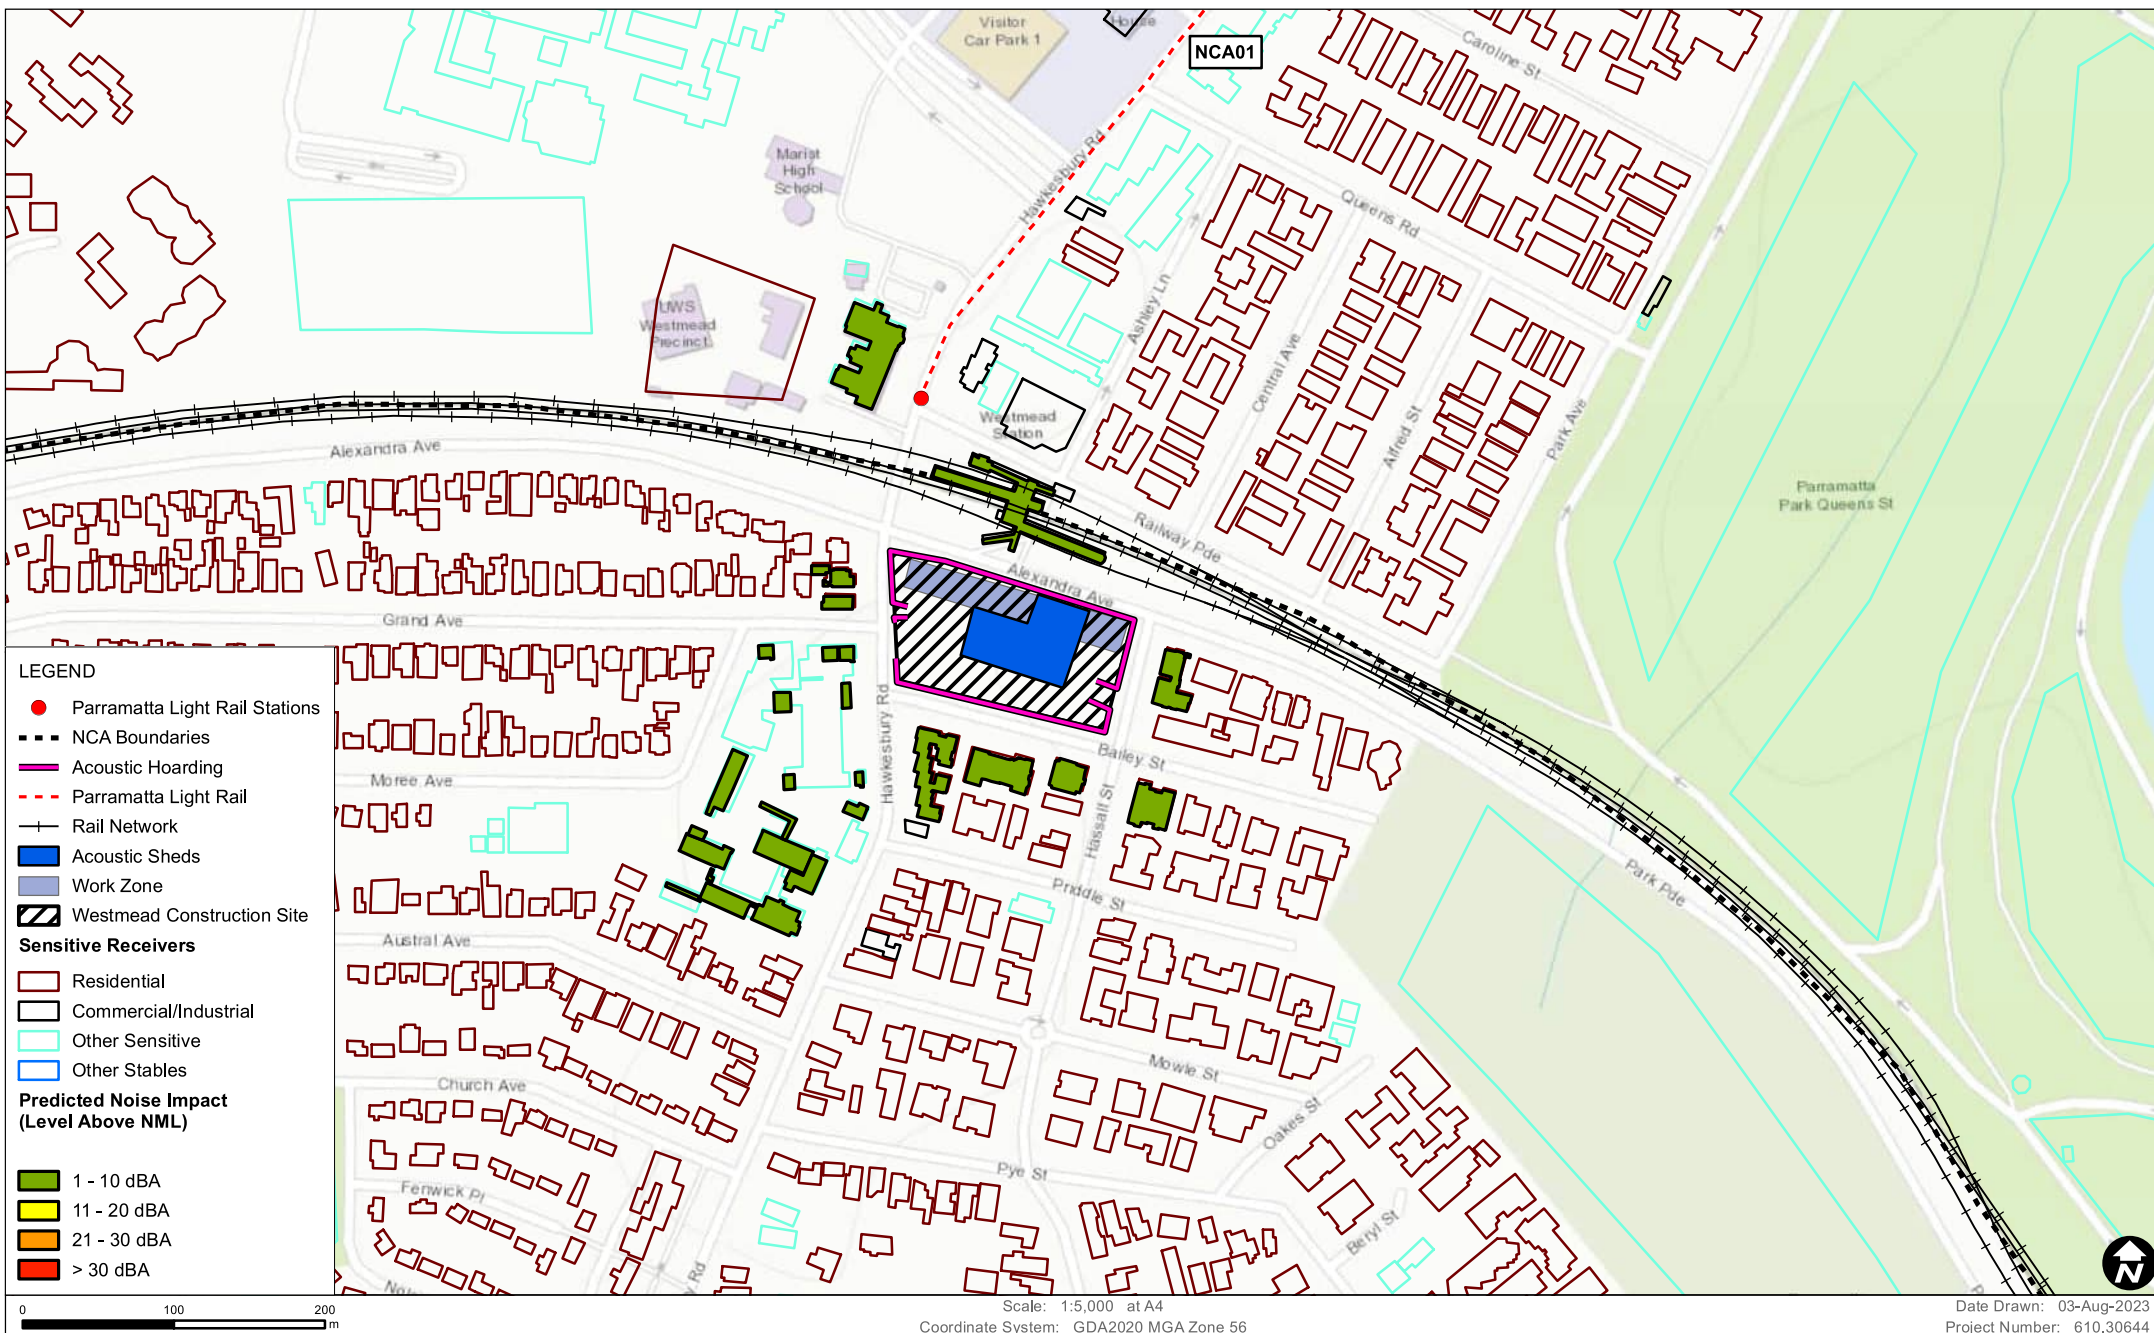 Visitor
Car Park 1
House
NCA01
Caroline St
Marist
High
School
Hawkesbury Rd
Queens Rd
UWS
Westmead
Precinct
Ashley Ln
Central Ave
Westmead
Station
Alfred St
Park Ave
Parramatta
Park Queens St
Alexandra Ave
Railway Pde
Alexandra Ave
Grand Ave
Hawkesbury Rd
Bailey St
Moree Ave
Hassall St
Priddle St
Park Pde
Austral Ave
Mowle St
Church Ave
Oakes St
Pye St
Fenwick Pl
Beryl St
Rd
LEGEND
Parramatta Light Rail Stations
NCA Boundaries
Acoustic Hoarding
Parramatta Light Rail
Rail Network
Acoustic Sheds
Work Zone
Westmead Construction Site
Sensitive Receivers
Residential
Commercial/Industrial
Other Sensitive
Other Stables
Predicted Noise Impact
(Level Above NML)
1 - 10 dBA
11 - 20 dBA
21 - 30 dBA
> 30 dBA
N
0 100 200
m
Scale: 1:5,000 at A4
Coordinate System: GDA2020 MGA Zone 56
Date Drawn: 03-Aug-2023
Project Number: 610.30644